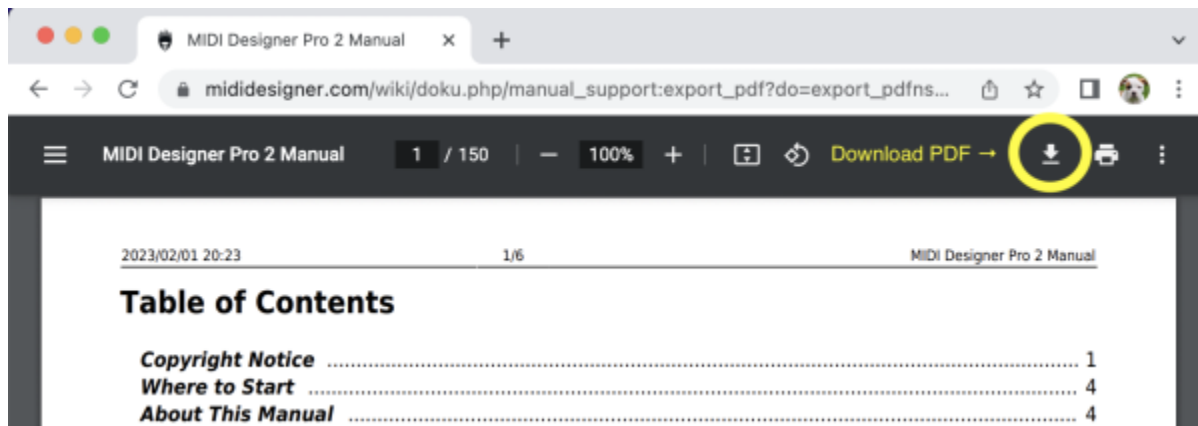 MIDI Designer Pro 2 Manual
mididesigner.com/wiki/doku.php/manual_support:export_pdf?do=export_pdfns...
MIDI Designer Pro 2 Manual 1 / 150 100% Download PDF →
2023/02/01 20:23 1/6 MIDI Designer Pro 2 Manual
Table of Contents
Copyright Notice ........................................................................ 1
Where to Start ........................................................................ 4
About This Manual ........................................................................ 4